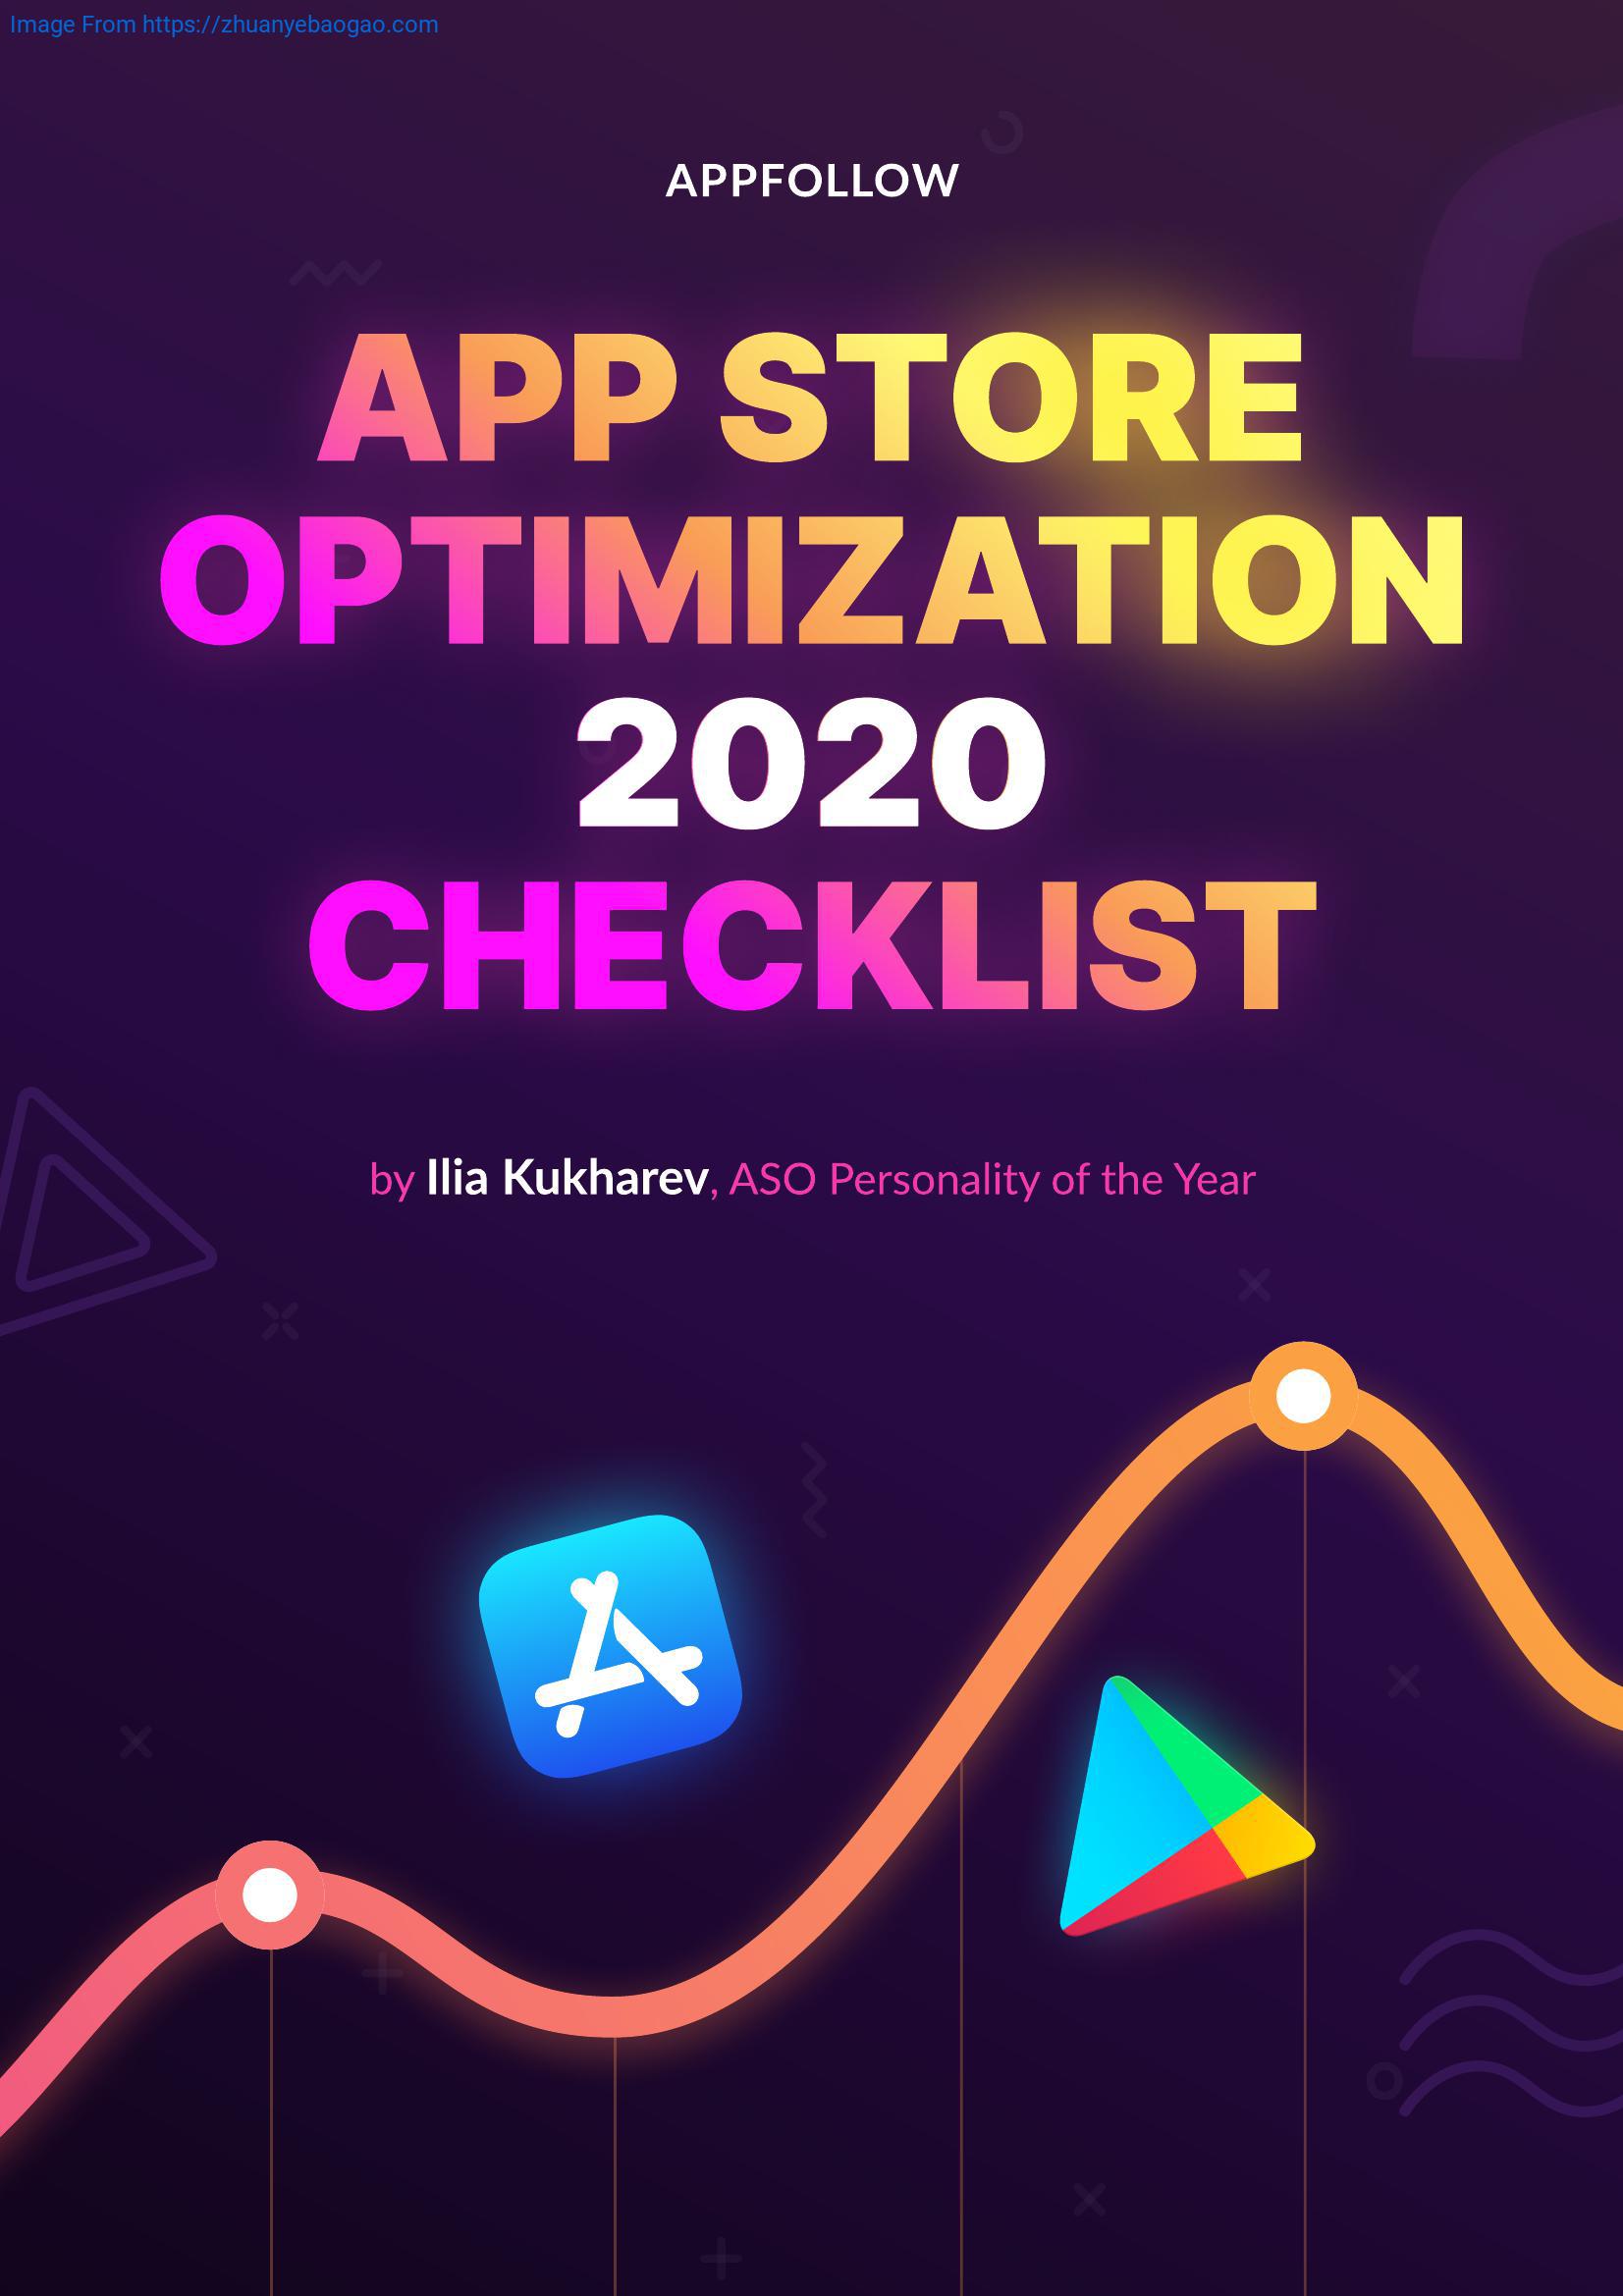 Image From https://zhuanyebaogao.com
APPFOLLOW
APP STORE
OPTIMIZATION
2020
CHECKLIST
by Ilia Kukharev, ASO Personality of the Year